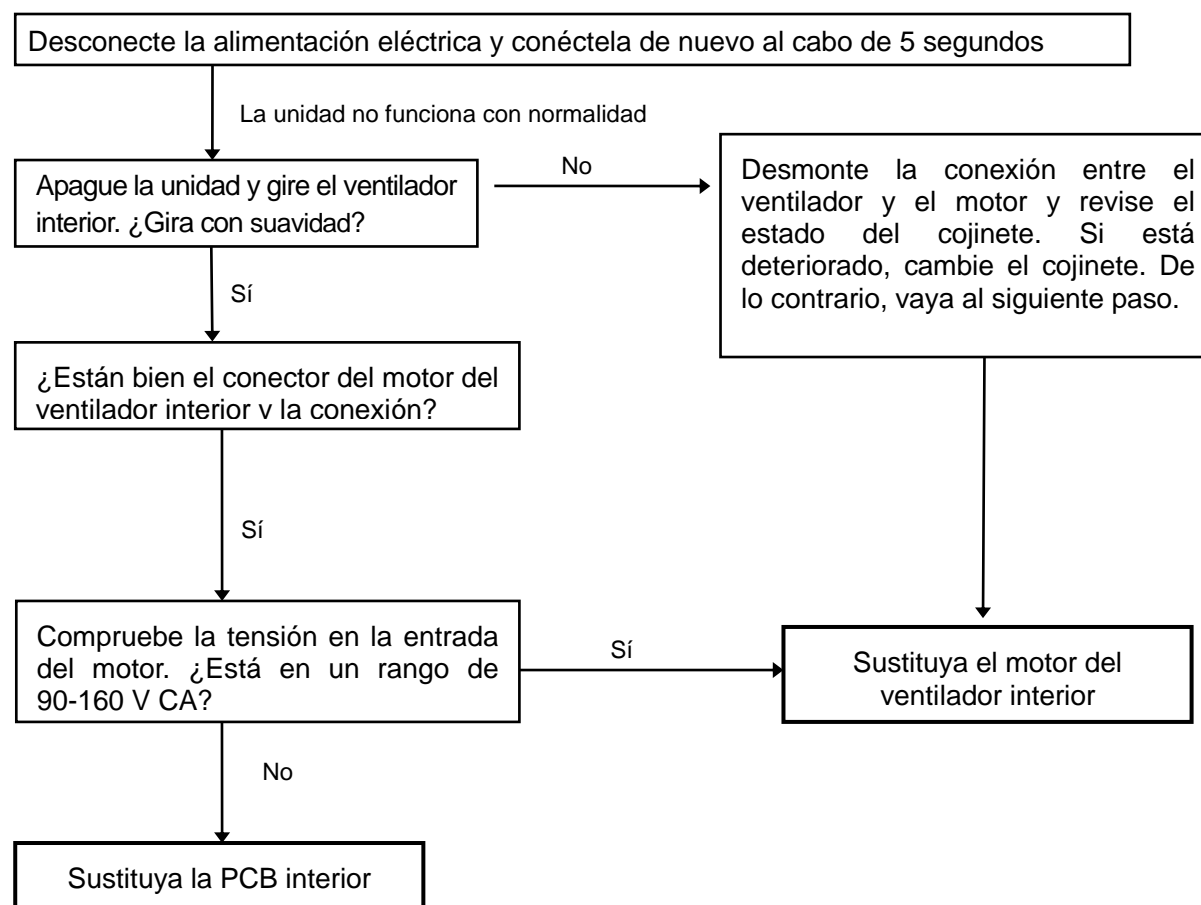 Desconecte la alimentación eléctrica y conéctela de nuevo al cabo de 5 segundos
La unidad no funciona con normalidad
Apague la unidad y gire el ventilador
interior. ¿Gira con suavidad?
No
Desmonte la conexión entre el
ventilador y el motor y revise el
estado del cojinete. Si está
deteriorado, cambie el cojinete. De
lo contrario, vaya al siguiente paso.
Sí
¿Están bien el conector del motor del
ventilador interior y la conexión?
Sí
Compruebe la tensión en la entrada
del motor. ¿Está en un rango de
90-160 V CA?
Sí
Sustituya el motor del
ventilador interior
No
Sustituya la PCB interior